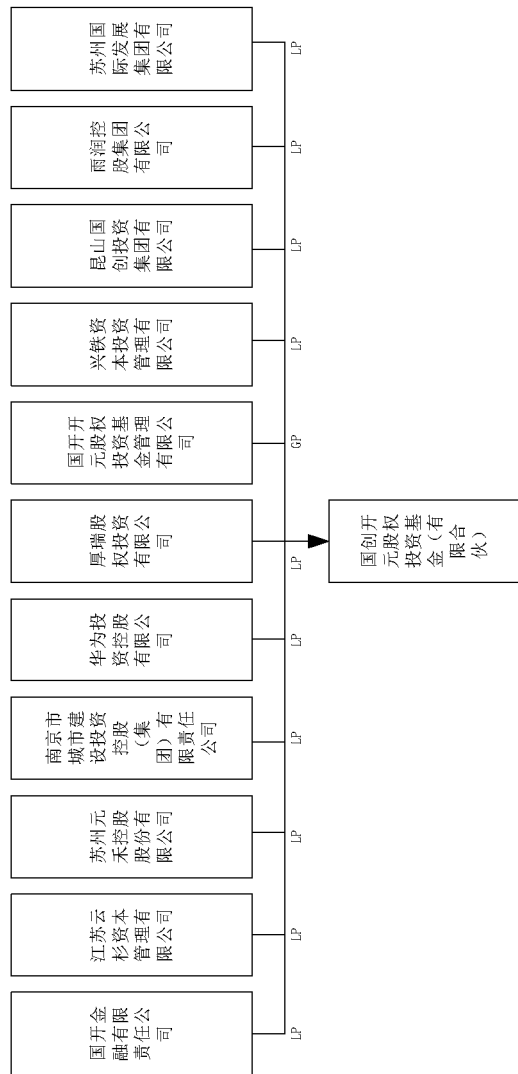 国开金
融有限
责任公
司
江苏云
杉资本
管理有
限公司
苏州元
禾控股
股份有
限公司
南京市
城市建
设投资
控股
（集
团）有
限责任
公司
华为投
资控股
有限公
司
厚瑞股
权投资
有限公
司
国开开
元股权
投资基
金管理
有限公
司
兴铁资
本投资
管理有
限公司
昆山国
创投资
集团有
限公司
雨润控
股集团
有限公
司
苏州国
际发展
集团有
限公司
LP
LP
LP
LP
LP
LP
GP
LP
LP
LP
LP
国创开
元股权
投资基
金（有
限合
伙）